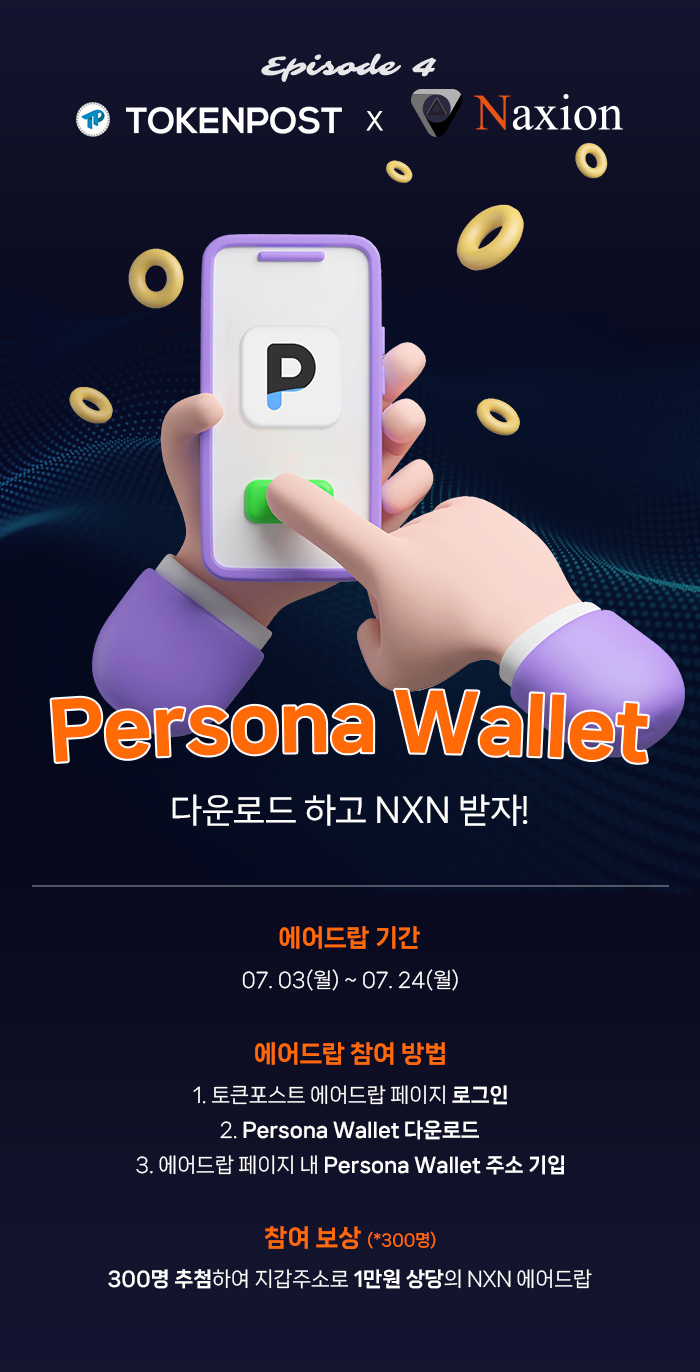 Episode 4
TP TOKENPOST X Naxion
P
Persona Wallet
다운로드 하고 NXN 받자!
에어드랍 기간
07. 03(월) ~ 07. 24(월)
에어드랍 참여 방법
1. 토큰포스트 에어드랍 페이지 로그인
2. Persona Wallet 다운로드
3. 에어드랍 페이지 내 Persona Wallet 주소 기입
참여 보상 (*300명)
300명 추첨하여 지갑주소로 1만원 상당의 NXN 에어드랍